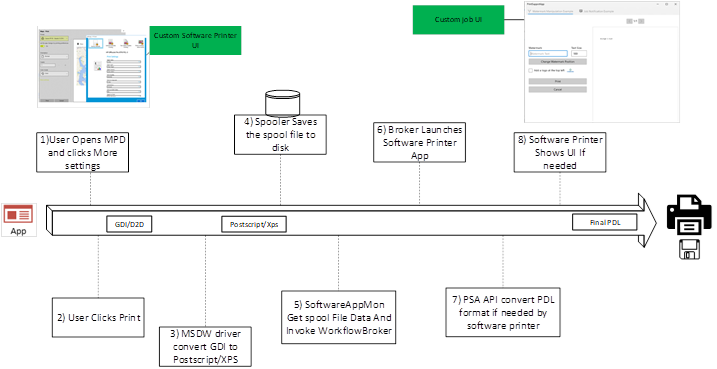 Custom Software Printer
UI
Custom job UI
1)User Opens MPD
and clicks More
settings
4) Spooler Saves
the spool file to
disk
6) Broker Launches
Software Printer
App
8) Software Printer
Shows UI If
needed
App
GDI/D2D
Postscript/Xps
Final PDL
2) User Clicks Print
3) MSDW driver
convert GDI to
Postscript/XPS
5) SoftwareAppMon
Get spool File Data And
Invoke WorkflowBroker
7) PSA API convert PDL
format if needed by
software printer